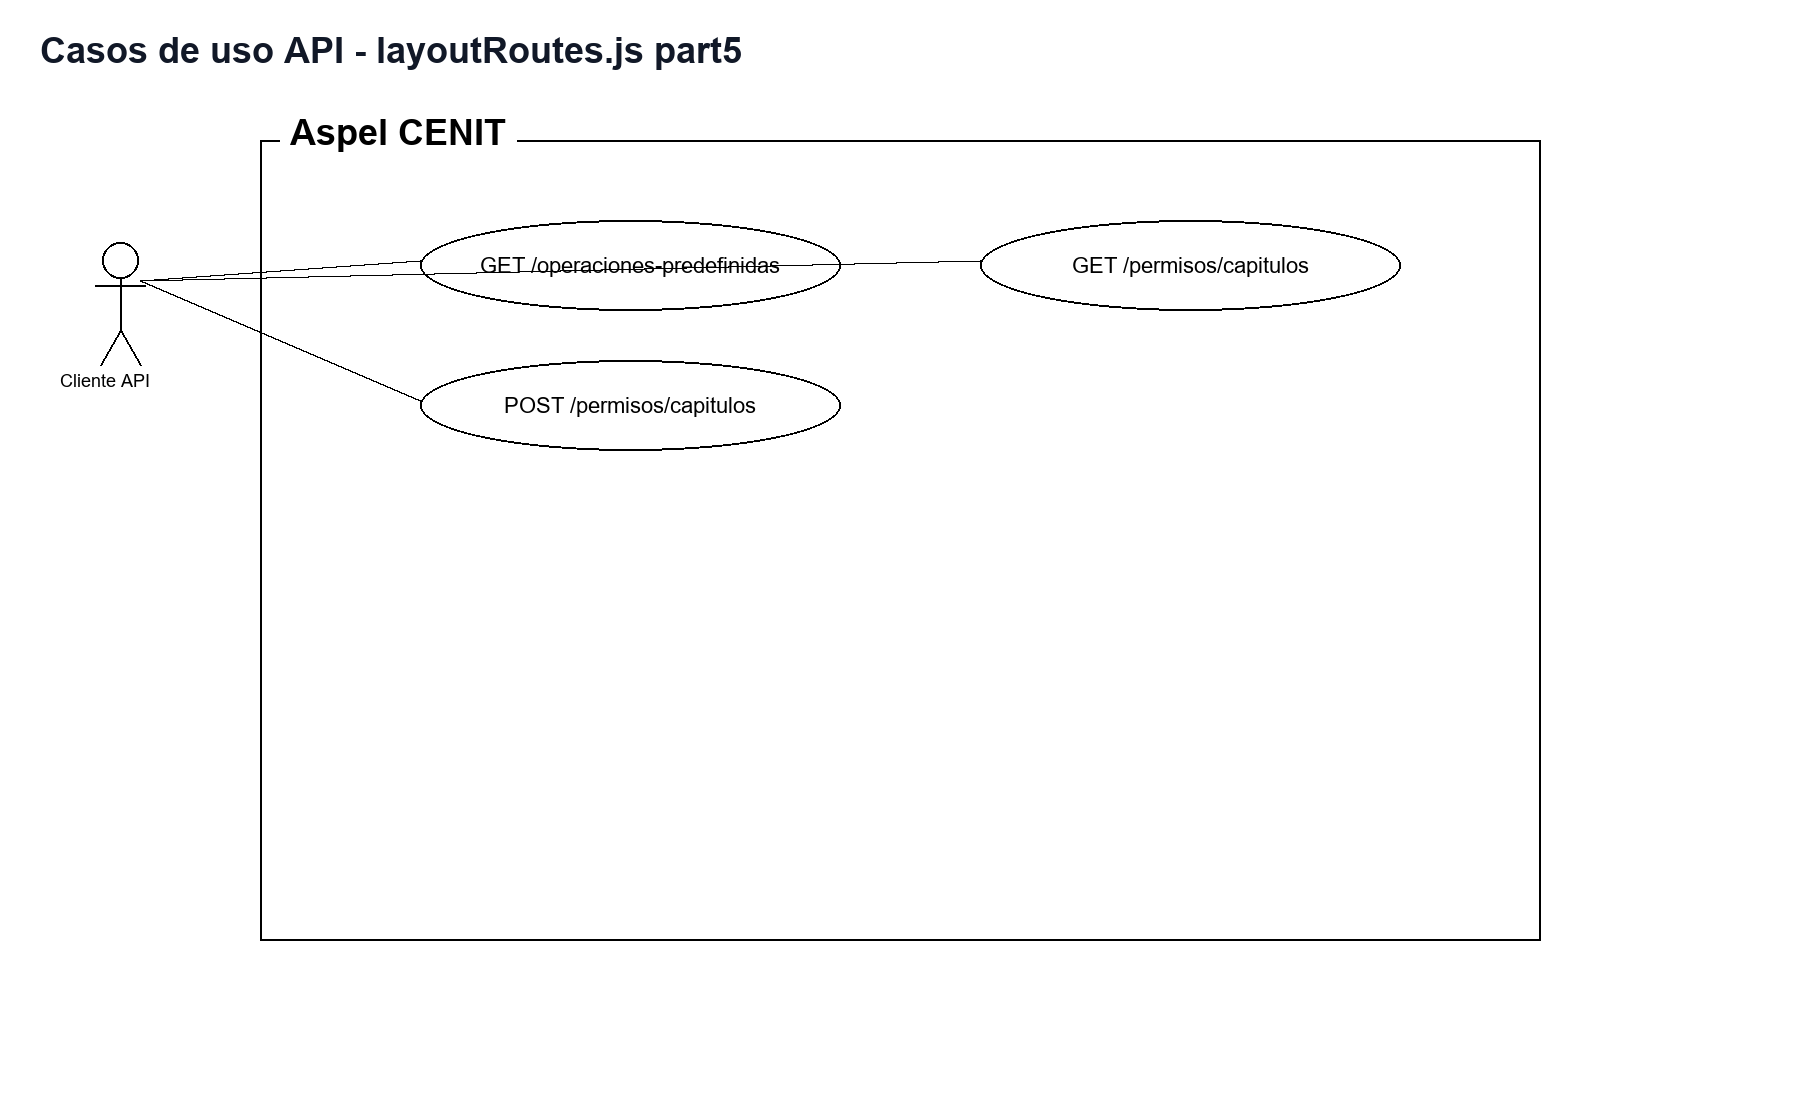 Casos de uso API - layoutRoutes.js part5
Aspel CENIT
GET /operaciones-predefinidas
GET /permisos/capitulos
Cliente API
POST /permisos/capitulos